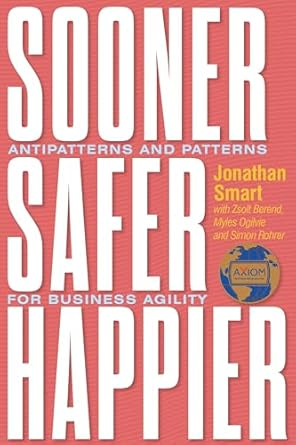 SOONER
ANTIPATTERNS AND PATTERNS
Jonathan
Smart
with Zsolt Berend,
Myles Ogilvie
and Simon Rohrer
SAFER
AXIOM
FOR BUSINESS AGILITY
HAPPIER